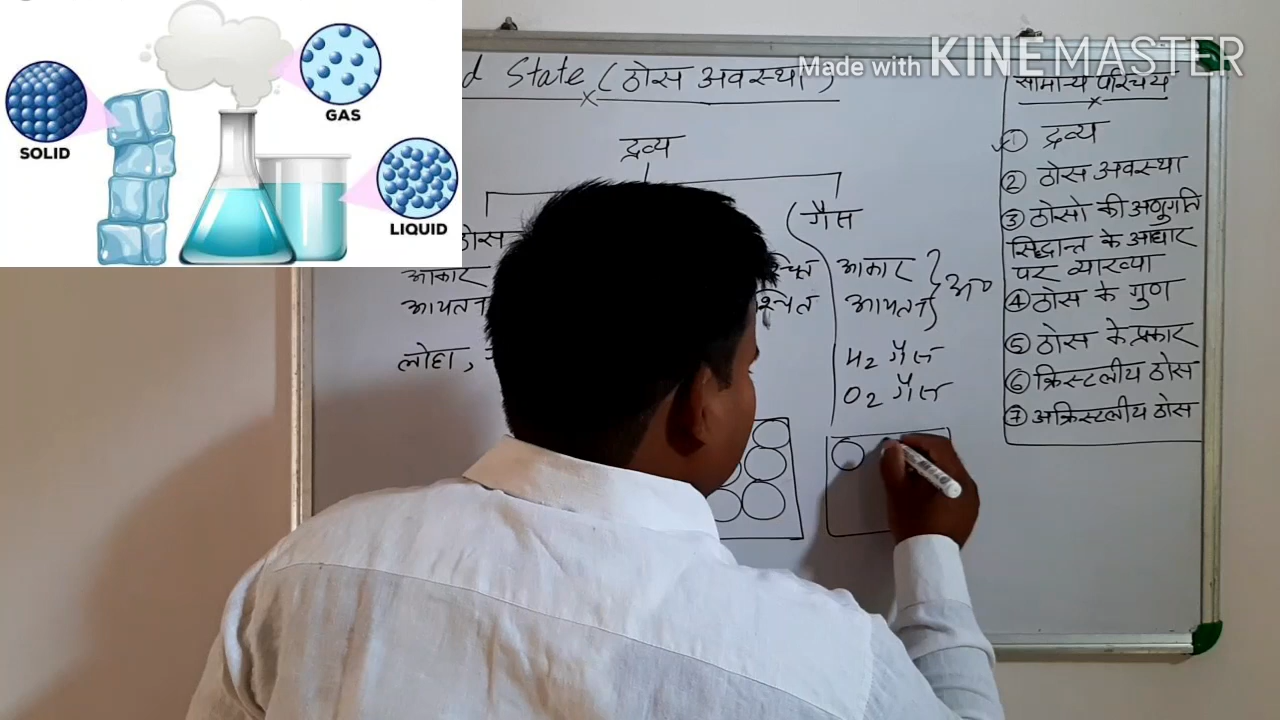 Made with KINEMASTER
SOLID
GAS
LIQUID
d State (ठोस अवस्था)
द्रव्य
ठोस
गैस
आकार
आयतन
श्चित
आकार
आयतन
अ०
लोहा,
H2 गैस
O2 गैस
सामान्य परिचय
① द्रव्य
② ठोस अवस्था
③ ठोसो की अणुगति
सिद्धान्त के आधार
पर व्याख्या
④ ठोस के गुण
⑤ ठोस के प्रकार
⑥ क्रिस्टलीय ठोस
⑦ अक्रिस्टलीय ठोस